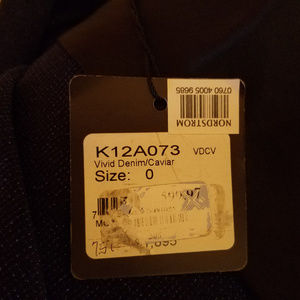 NORDSTROM
0760 4005 9685
K12A073 VDCV
Vivid Denim/Caviar
Size: 0